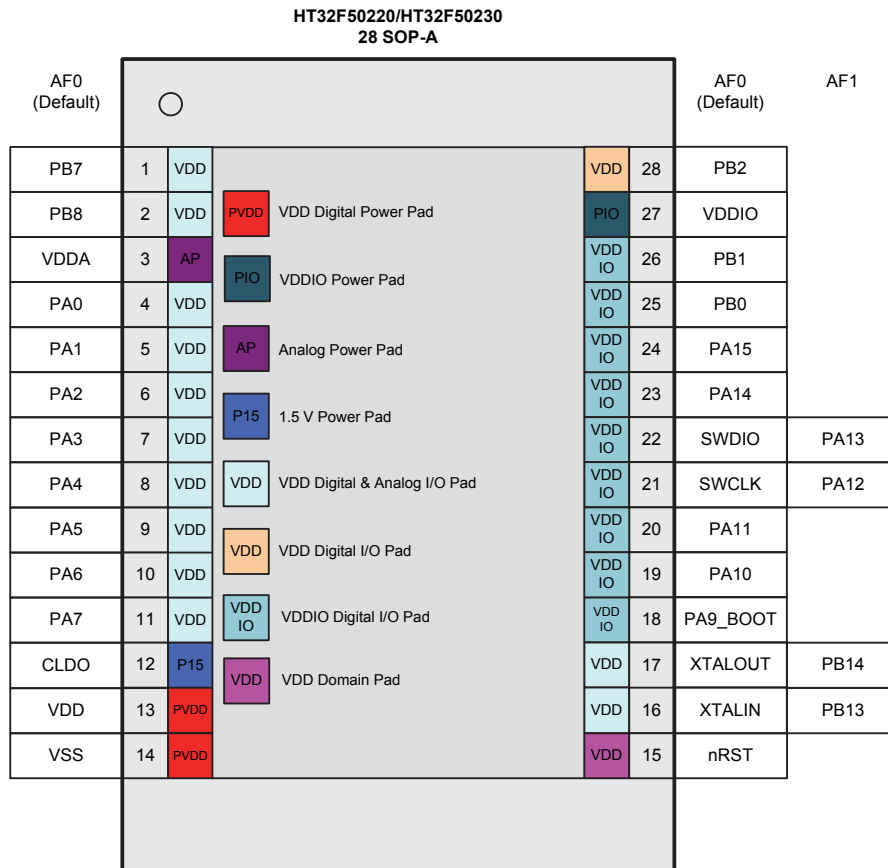 HT32F50220/HT32F50230
28 SOP-A
AF0
(Default)
AF0
(Default)
AF1
PB7 1 VDD VDD 28 PB2
PB8 2 VDD PVDD VDD Digital Power Pad PIO 27 VDDIO
VDDA 3 AP PIO VDDIO Power Pad VDD IO 26 PB1
PA0 4 VDD VDD IO 25 PB0
PA1 5 VDD AP Analog Power Pad VDD IO 24 PA15
PA2 6 VDD P15 1.5 V Power Pad VDD IO 23 PA14
PA3 7 VDD VDD IO 22 SWDIO PA13
PA4 8 VDD VDD VDD Digital & Analog I/O Pad VDD IO 21 SWCLK PA12
PA5 9 VDD VDD VDD Digital I/O Pad VDD IO 20 PA11
PA6 10 VDD VDD IO 19 PA10
PA7 11 VDD VDD IO VDDIO Digital I/O Pad VDD IO 18 PA9_BOOT
CLDO 12 P15 VDD VDD Domain Pad VDD 17 XTALOUT PB14
VDD 13 PVDD VDD 16 XTALIN PB13
VSS 14 PVDD VDD 15 nRST